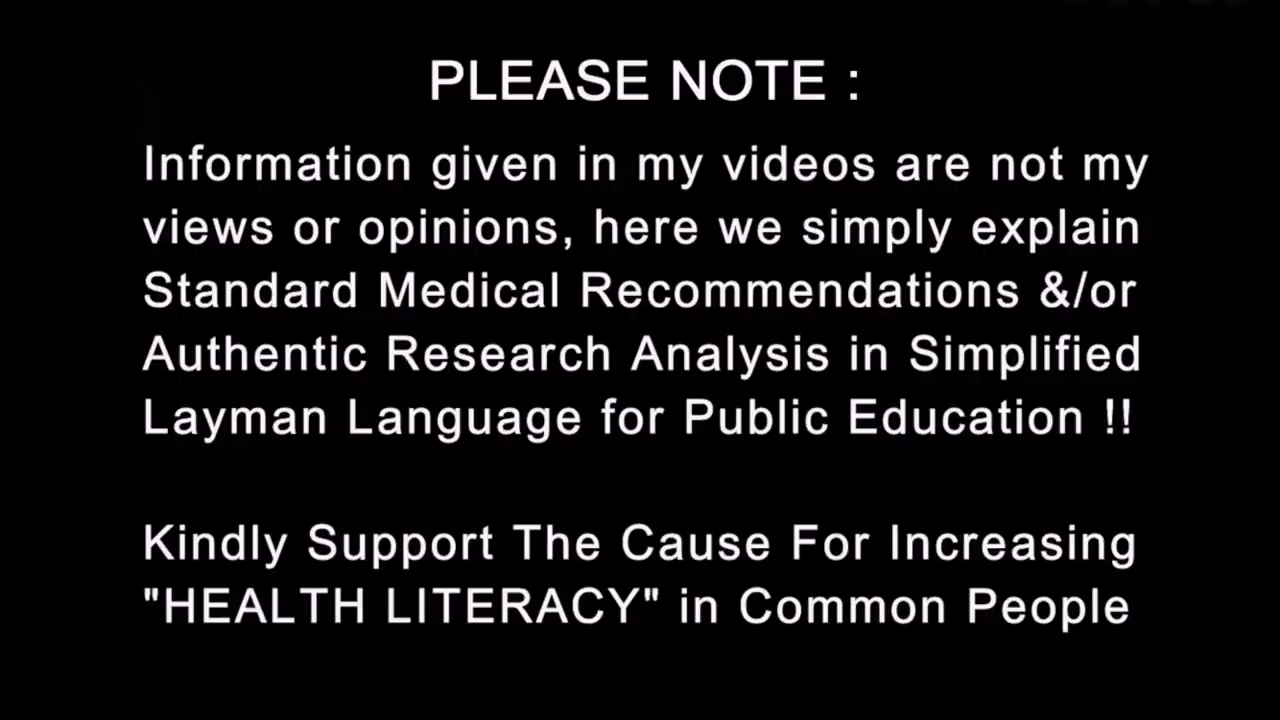 PLEASE NOTE :
Information given in my videos are not my
views or opinions, here we simply explain
Standard Medical Recommendations &/or
Authentic Research Analysis in Simplified
Layman Language for Public Education !!
Kindly Support The Cause For Increasing
"HEALTH LITERACY" in Common People